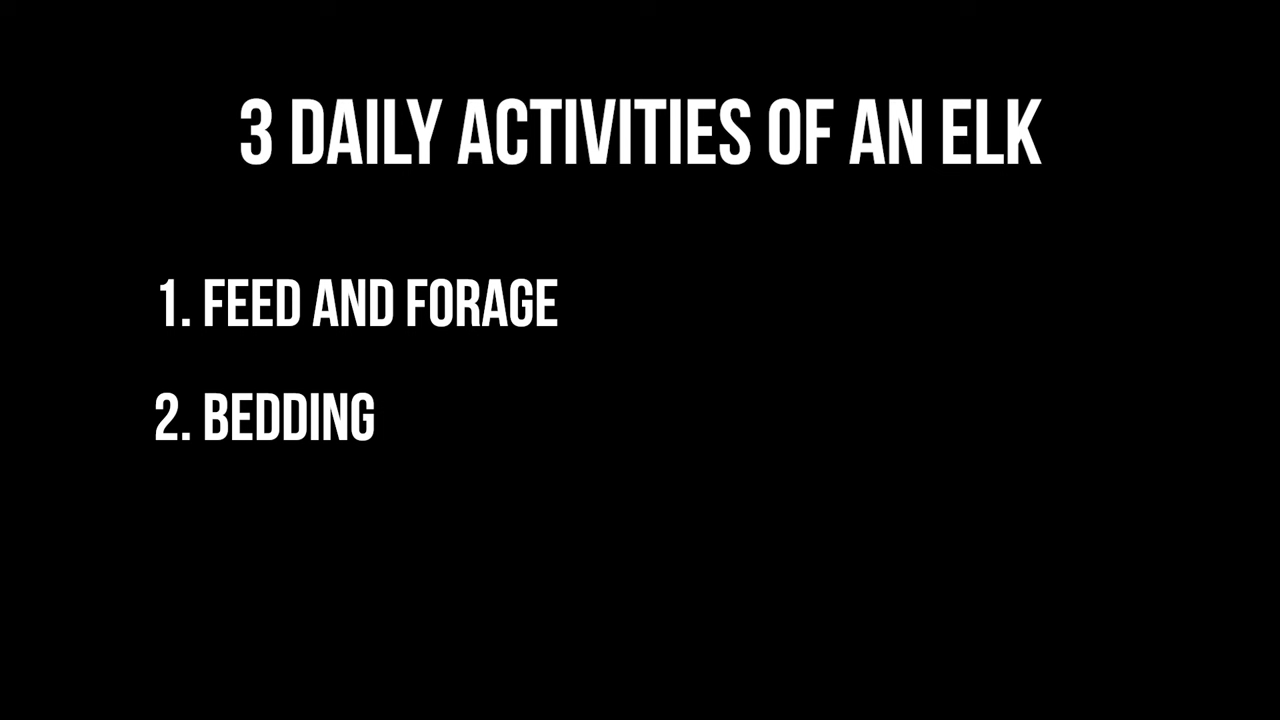 3 DAILY ACTIVITIES OF AN ELK
1. FEED AND FORAGE
2. BEDDING